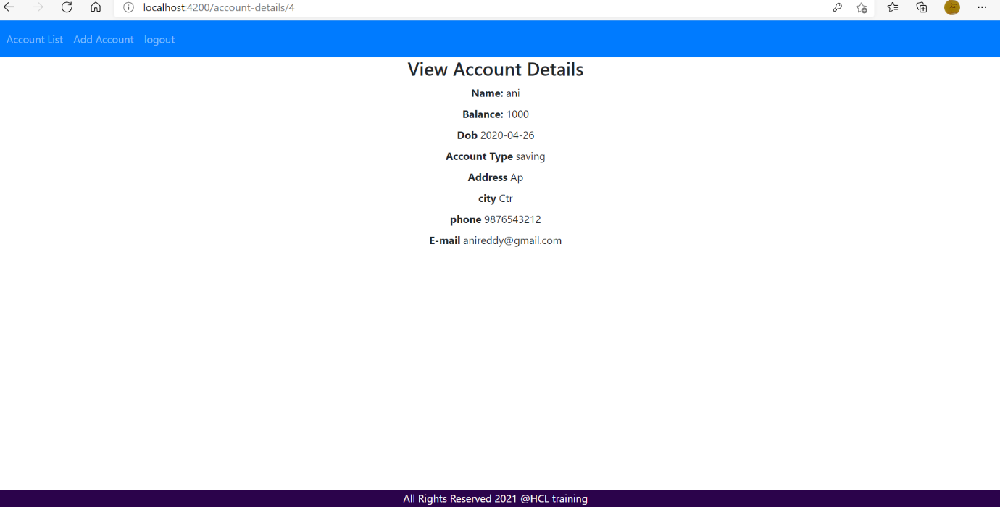 localhost:4200/account-details/4
Account List Add Account logout
View Account Details
Name: ani
Balance: 1000
Dob 2020-04-26
Account Type saving
Address Ap
city Ctr
phone 9876543212
E-mail anireddy@gmail.com
All Rights Reserved 2021 @HCL training